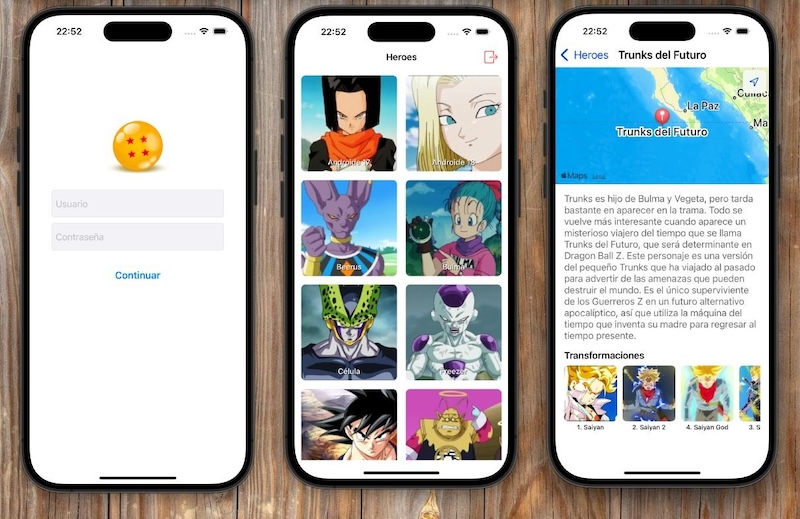 22:52
Usuario
Contraseña
Continuar
22:52
Heroes
Androide 17
Androide 18
Beerus
Bulma
Célula
Freezer
22:52
Heroes
Trunks del Futuro
La Paz
Trunks del Futuro
Maps
Trunks es hijo de Bulma y Vegeta, pero tarda
bastante en aparecer en la trama. Todo se
vuelve más interesante cuando aparece un
misterioso viajero del tiempo que se llama
Trunks del Futuro, que será determinante en
Dragon Ball Z. Este personaje es una versión
del pequeño Trunks que ha viajado al pasado
para advertir de las amenazas que pueden
destruir el mundo. Es el único superviviente
de los Guerreros Z en un futuro alternativo
apocalíptico, así que utiliza la máquina del
tiempo que inventa su madre para regresar al
tiempo presente.
Transformaciones
1. Saiyan
2. Saiyan 2
4. Saiyan God
3. S